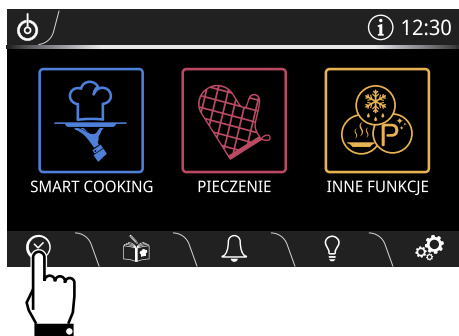 12:30
SMART COOKING
PIECZENIE
INNE FUNKCJE
P